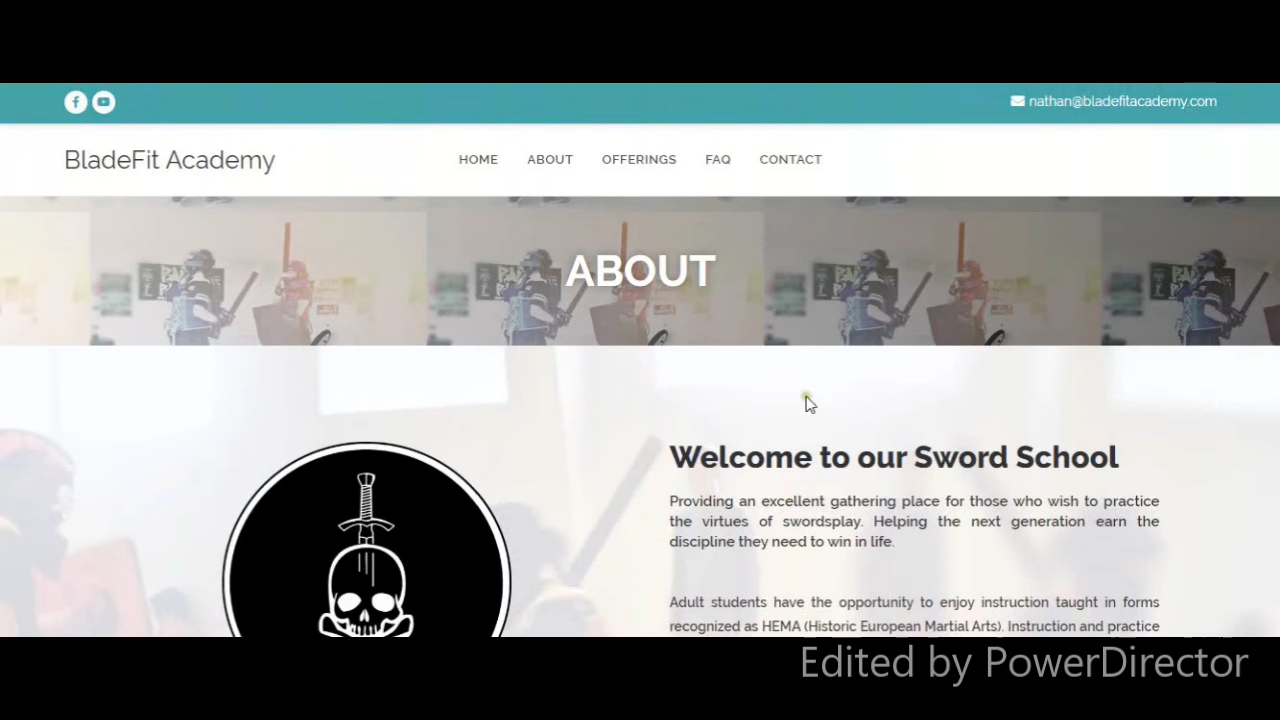 nathan@bladefitacademy.com
BladeFit Academy
HOME ABOUT OFFERINGS FAQ CONTACT
ABOUT
Welcome to our Sword School
Providing an excellent gathering place for those who wish to practice
the virtues of swordsplay. Helping the next generation earn the
discipline they need to win in life.
Adult students have the opportunity to enjoy instruction taught in forms
recognized as HEMA (Historic European Martial Arts). Instruction and practice
Edited by PowerDirector